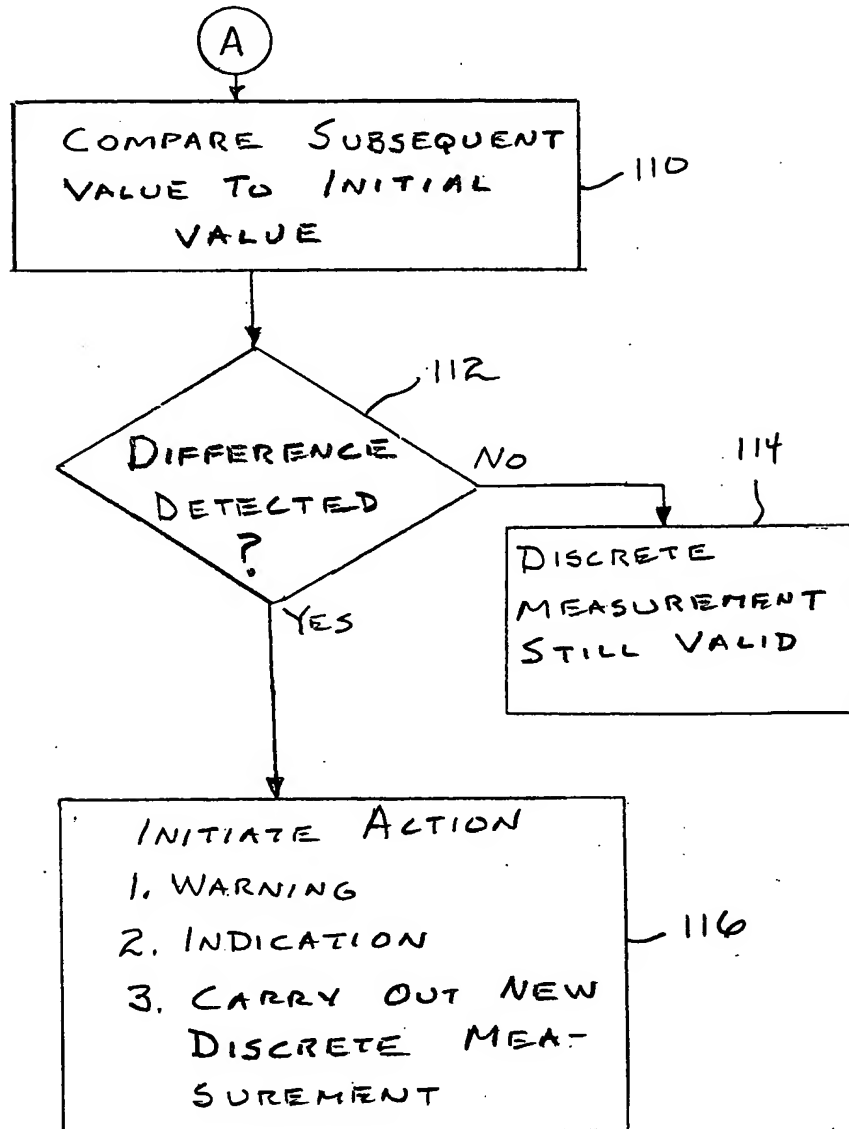 A
COMPARE SUBSEQUENT
VALUE TO INITIAL
VALUE
110
112
DIFFERENCE
DETECTED
?
NO
114
DISCRETE
MEASUREMENT
STILL VALID
YES
INITIATE ACTION
1. WARNING
2. INDICATION
3. CARRY OUT NEW
DISCRETE MEA-
SUREMENT
116